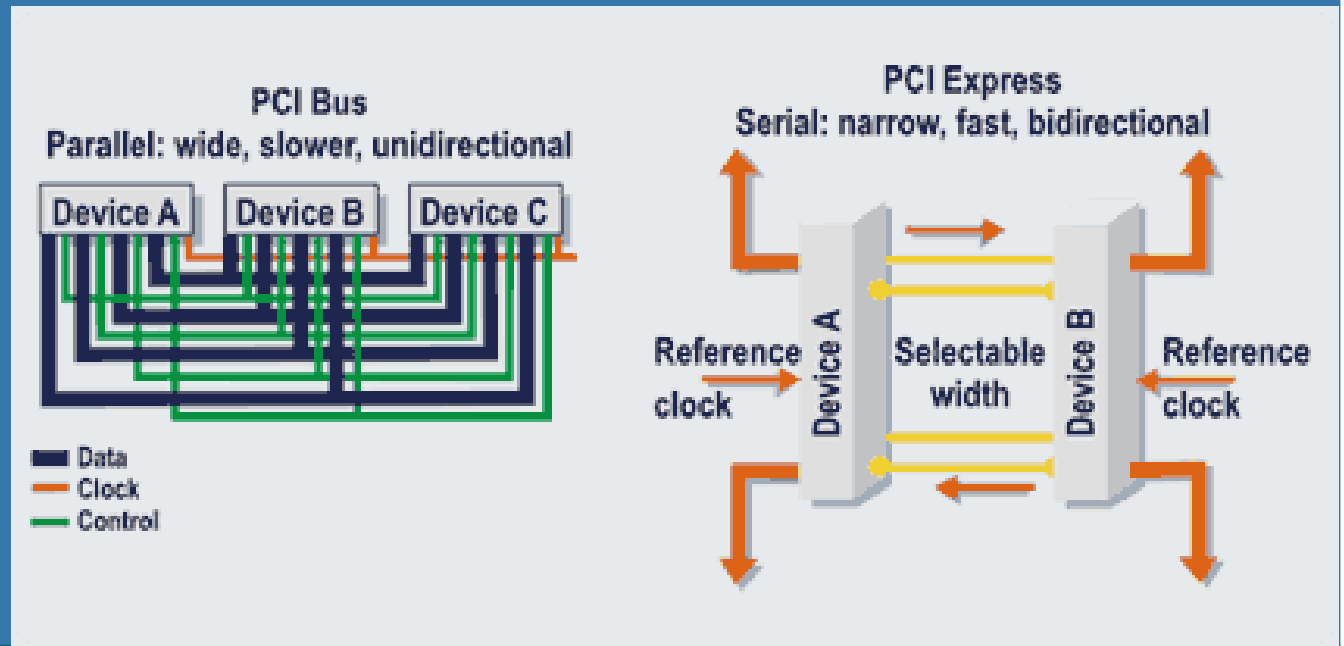 PCI Bus
Parallel: wide, slower, unidirectional
Device A
Device B
Device C
Data
Clock
Control
PCI Express
Serial: narrow, fast, bidirectional
Device A
Device B
Reference
clock
Selectable
width
Reference
clock